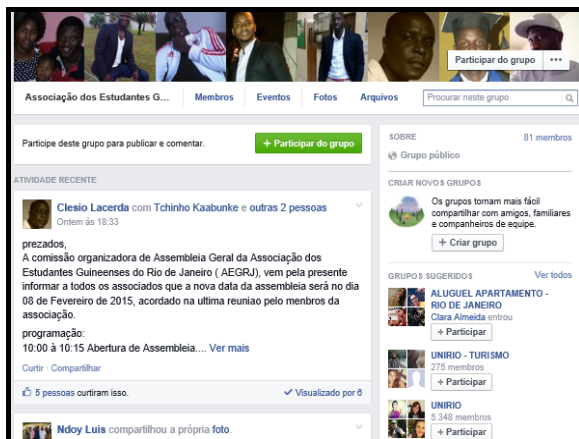 Participar do grupo
Associação dos Estudantes G... Membros Eventos Fotos Arquivos Procurar neste grupo
Participe deste grupo para publicar e comentar. + Participar do grupo
ATIVIDADE RECENTE
Clesio Lacerda com Tchinho Kaabunke e outras 2 pessoas
Ontem às 18:33
prezados,
A comissão organizadora de Assembleia Geral da Associação dos
Estudantes Guineenses do Rio de Janeiro ( AEGRJ), vem pela presente
informar a todos os associados que a nova data da assembleia será no dia
08 de Fevereiro de 2015, acordado na ultima reuniao pelo menbros da
associação.
programação:
10:00 à 10:15 Abertura de Assembleia.... Ver mais
Curtir · Compartilhar
5 pessoas curtiram isso. Visualizado por 6
Ndoy Luis compartilhou a própria foto.
SOBRE 81 membros
Grupo público
CRIAR NOVOS GRUPOS
Os grupos tornam mais fácil
compartilhar com amigos, familiares
e companheiros de equipe.
+ Criar grupo
GRUPOS SUGERIDOS Ver todos
ALUGUEL APARTAMENTO -
RIO DE JANEIRO
Clara Almeida entrou
+ Participar
UNIRIO - TURISMO
275 membros
+ Participar
UNIRIO
5.348 membros
+ Participar